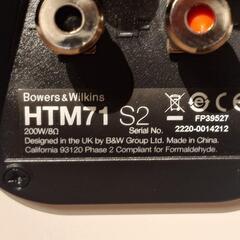 Bowers & Wilkins
HTM71 S2
FP39527
200W/8Ω Serial No. 2220-0014212
Designed in the UK by B&W Group Ltd. Made in China.
California 93120 Phase 2 Compliant for Formaldehyde.